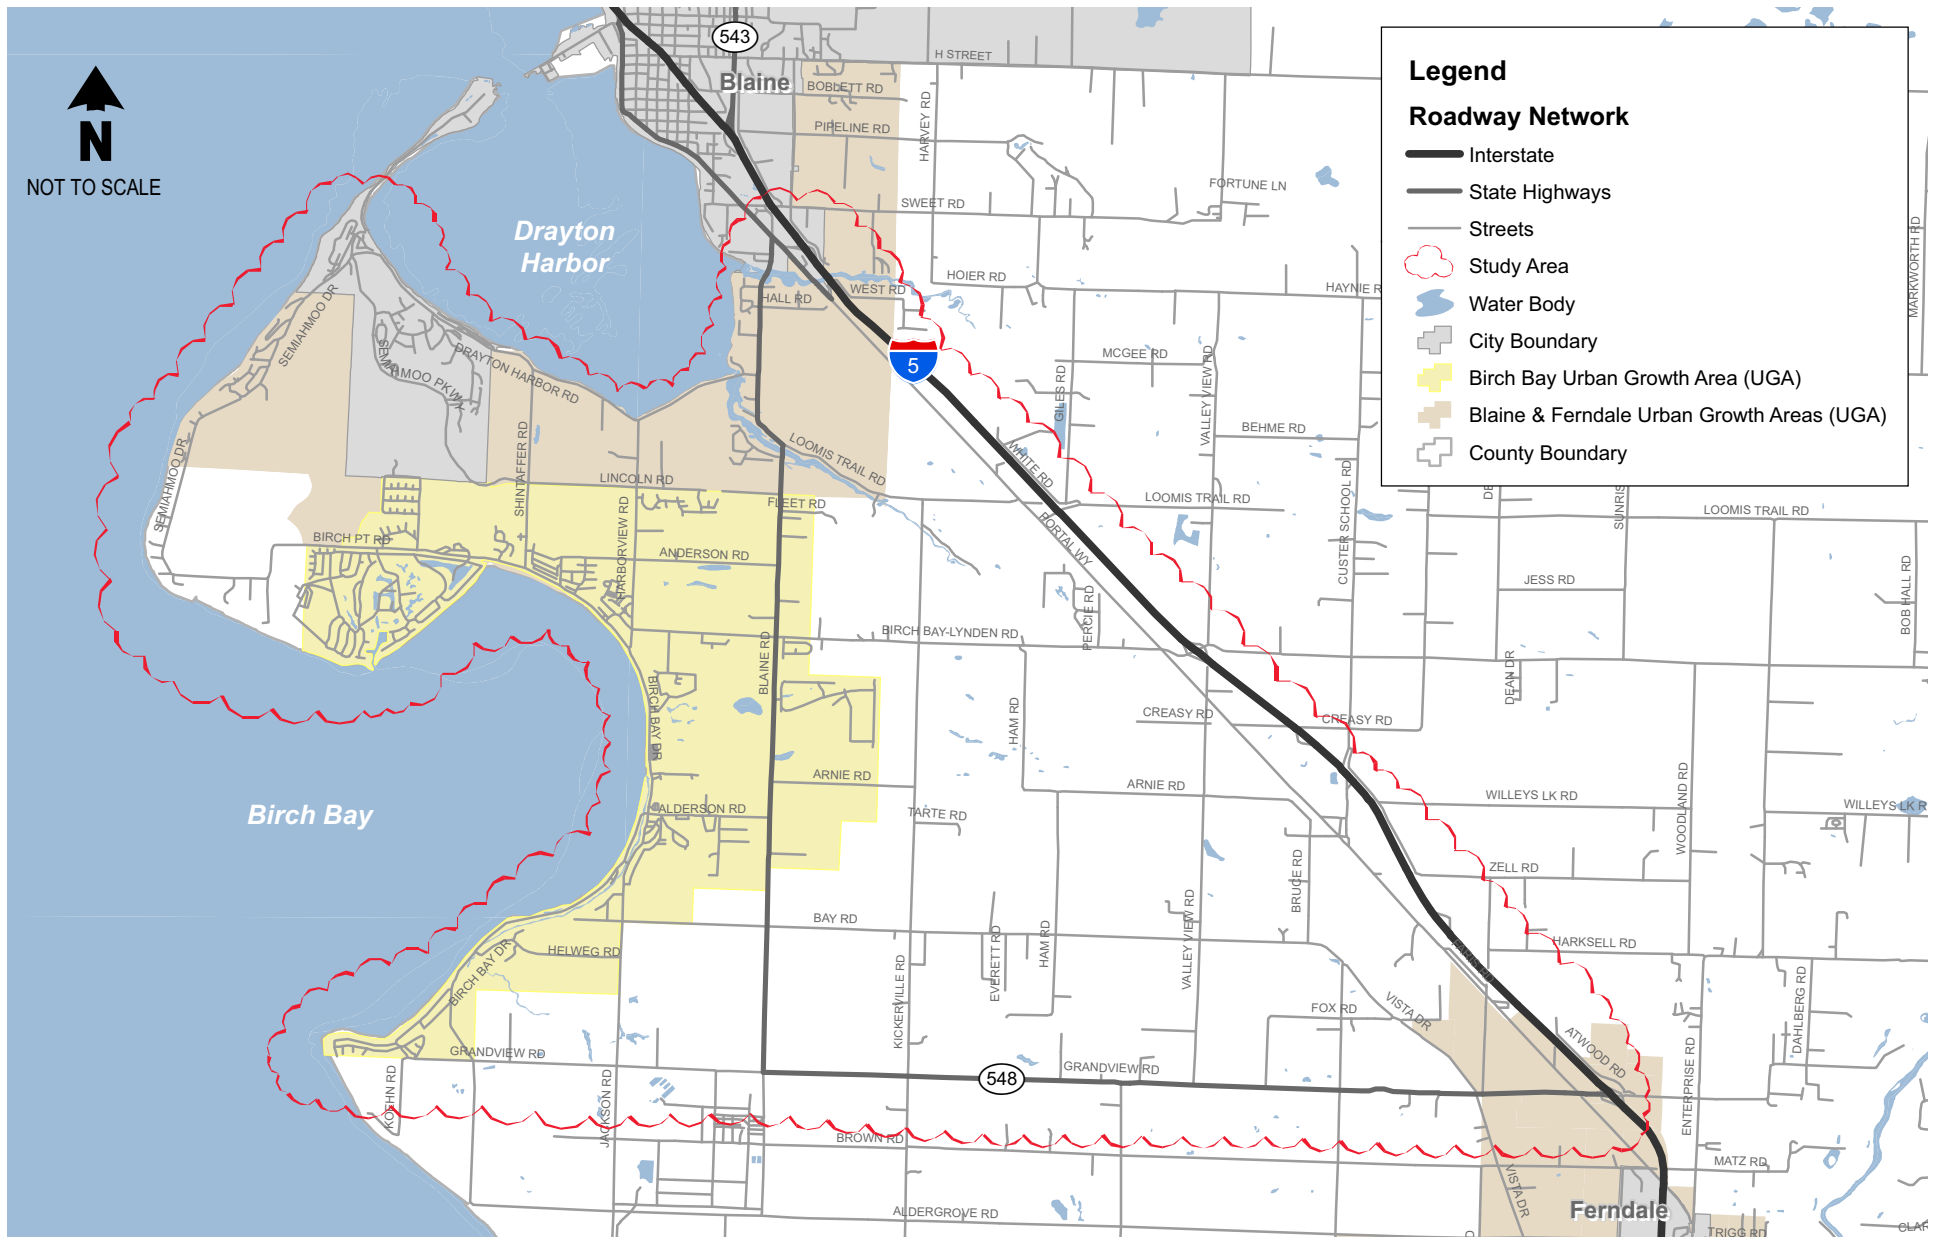 543
H STREET
Blaine
BOBLETT RD
PIPELINE RD
HARVEY RD
N
NOT TO SCALE
FORTUNE LN
SWEET RD
Drayton
Harbor
HOIER RD
WEST RD
HALL RD
HAYNIE R
MARKWORTH RD
Legend
Roadway Network
Interstate
State Highways
Streets
Study Area
Water Body
City Boundary
Birch Bay Urban Growth Area (UGA)
Blaine & Ferndale Urban Growth Areas (UGA)
County Boundary
SEMIAHMOO DR
DRAYTON HARBOR RD
5
MCGEE RD
VALLEY VIEW RD
GILES RD
BEHME RD
SEMIAHMOO DR
SHINTAFFER RD
LINCOLN RD
LOOMIS TRAIL RD
WHITE RD
CUSTER SCHOOL RD
HARBORVIEW RD
FLEET RD
LOOMIS TRAIL RD
DE
SUNRIS
LOOMIS TRAIL RD
BIRCH PT RD
ANDERSON RD
PORTAL WY
JESS RD
BOB HALL RD
PERCIE RD
BIRCH BAY-LYNDEN RD
BLAINE RD
BIRCH BAY DR
DEAN DR
HAM RD
CREASY RD
CREASY RD
ARNIE RD
ARNIE RD
WILLEYS LK RD
WILLEYS LK R
WOODLAND RD
Birch Bay
ALDERSON RD
TARTE RD
BRUCE RD
ZELL RD
BAY RD
HELWEG RD
BIRCH BAY DR
EVERETT RD
HAM RD
VALLEY VIEW RD
HARKSELL RD
KICKERVILLE RD
FOX RD
VISTA DR
ATWOOD RD
DAHLBERG RD
GRANDVIEW RD
548
GRANDVIEW RD
ENTERPRISE RD
KOEHN RD
JACKSON RD
BROWN RD
MATZ RD
VISTA DR
ALDERGROVE RD
Ferndale
TRIGG RD
CLAR